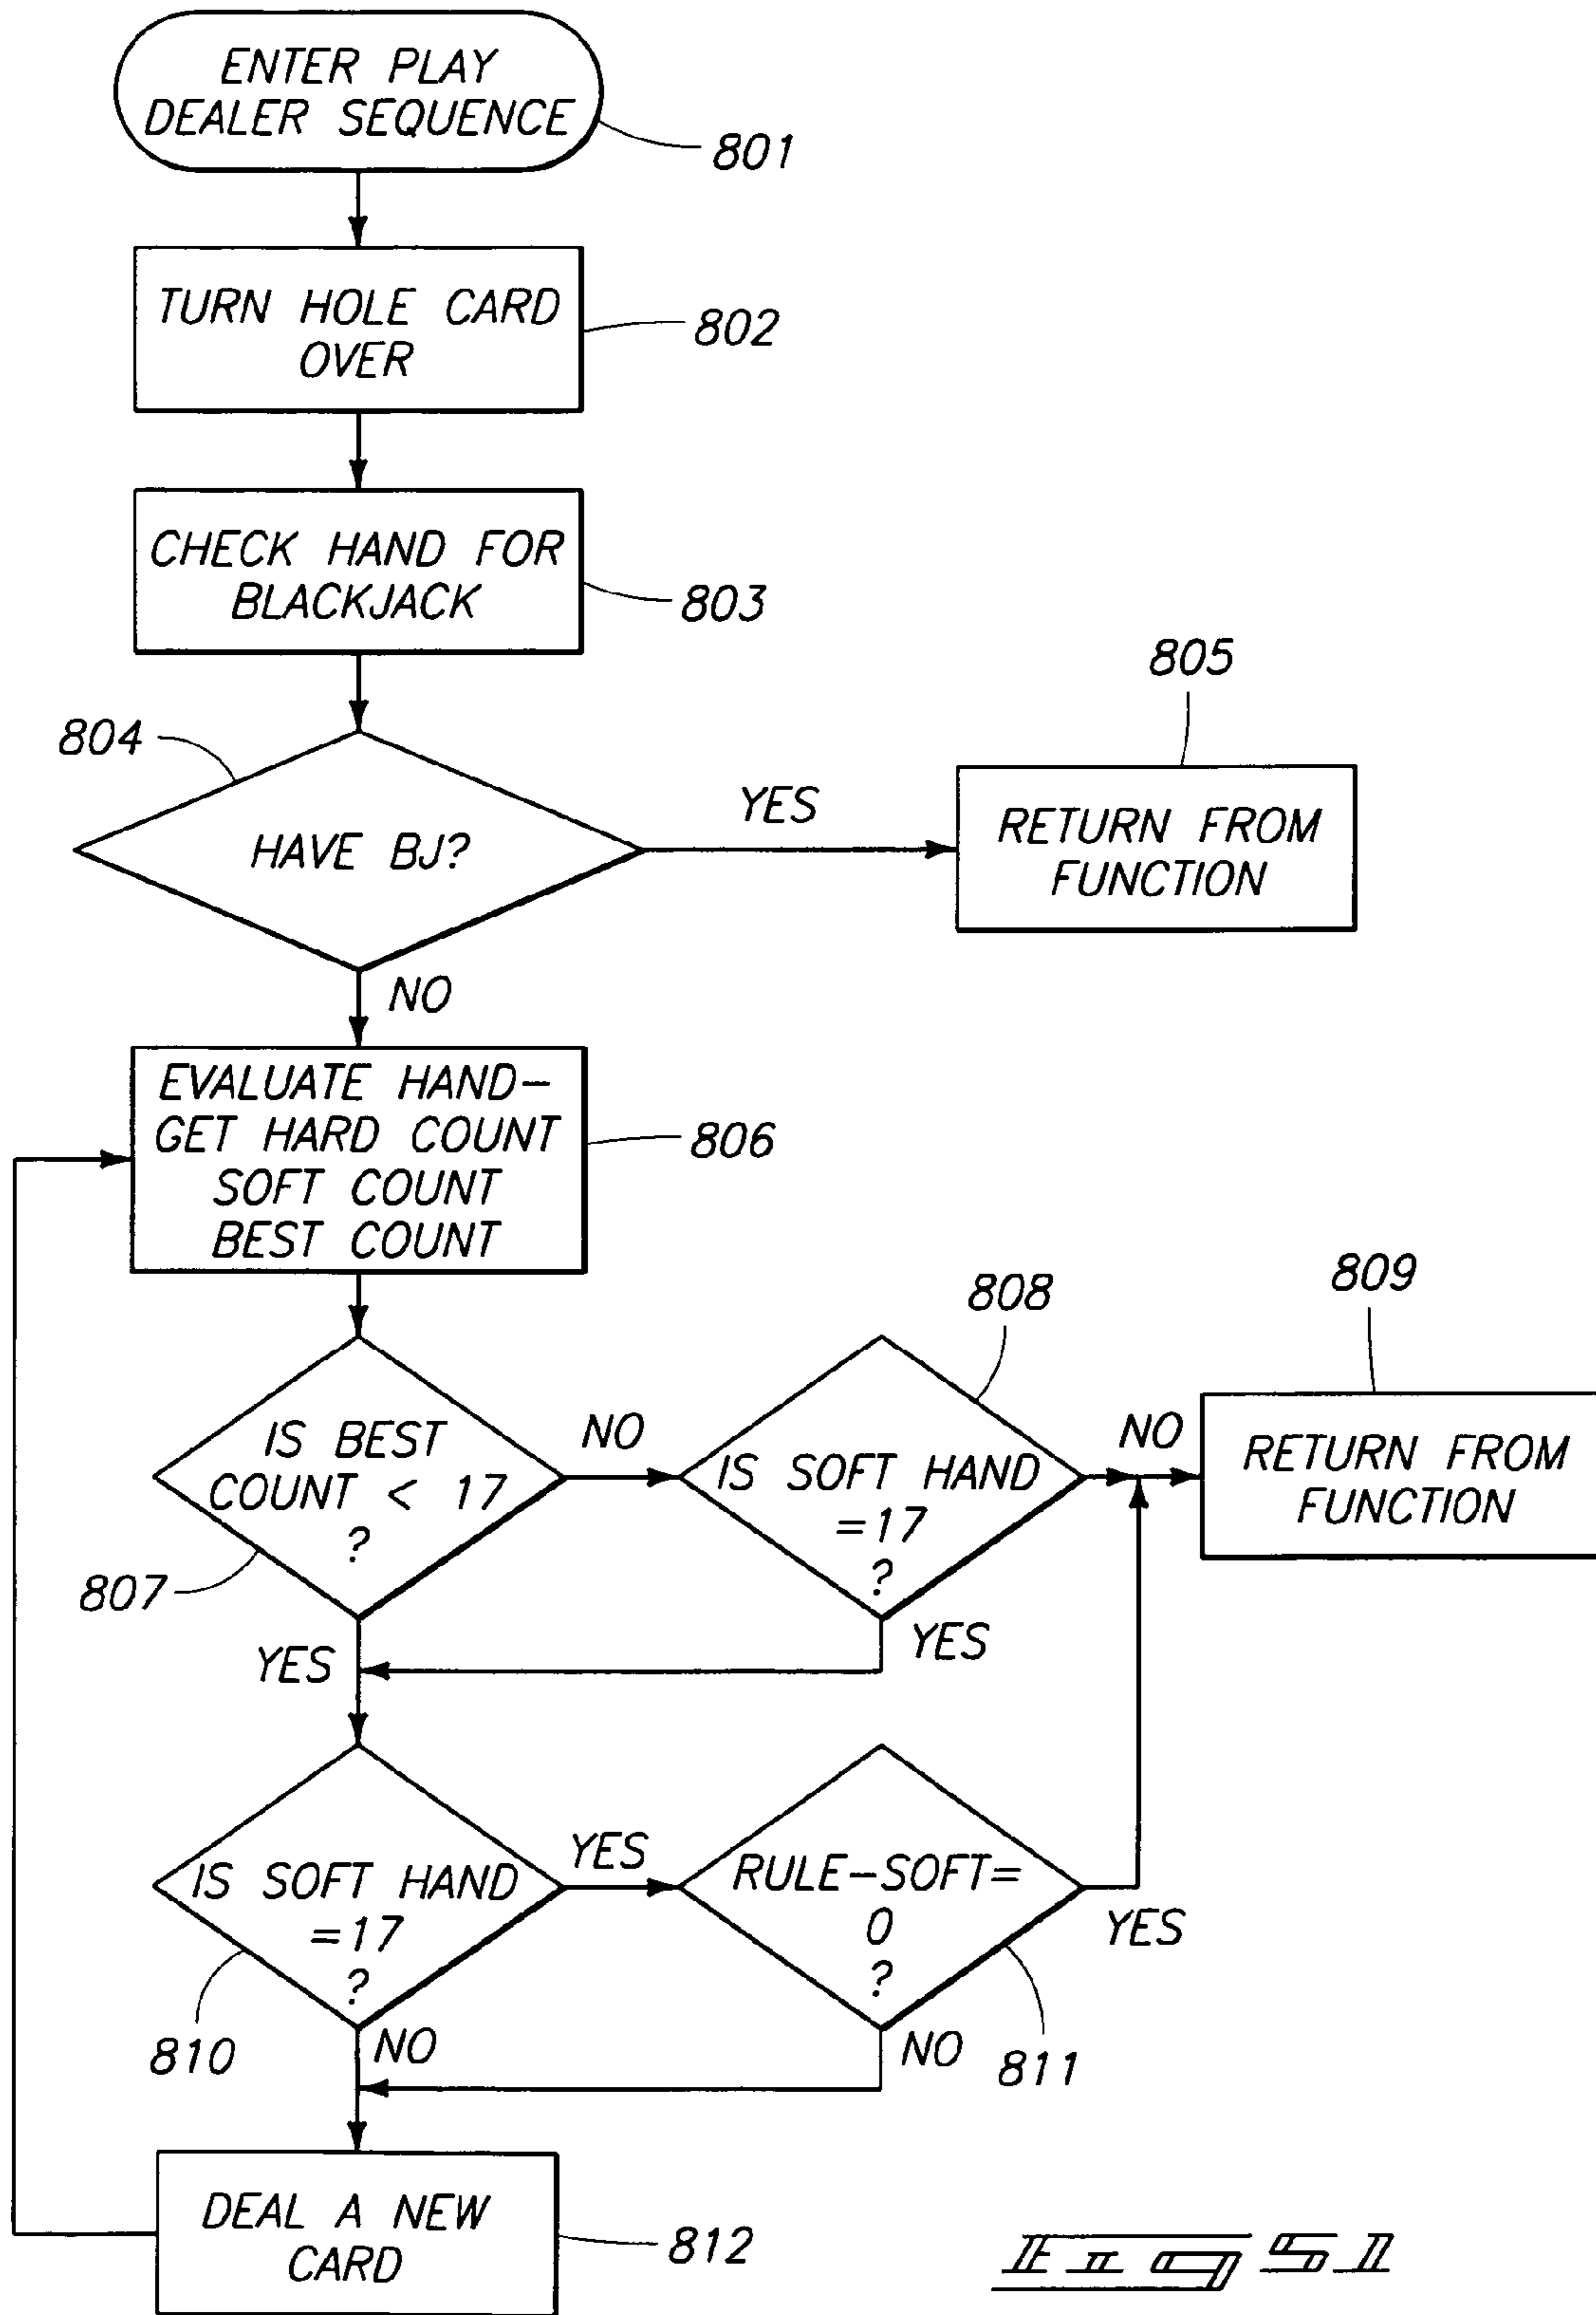 ENTER PLAY
DEALER SEQUENCE
801
TURN HOLE CARD
OVER
802
CHECK HAND FOR
BLACKJACK
803
804
HAVE BJ?
YES
805
RETURN FROM
FUNCTION
NO
EVALUATE HAND-
GET HARD COUNT
SOFT COUNT
BEST COUNT
806
IS BEST
COUNT < 17
?
807
NO
808
IS SOFT HAND
=17
?
NO
809
RETURN FROM
FUNCTION
YES
YES
IS SOFT HAND
=17
?
810
YES
RULE-SOFT=
0
?
811
YES
NO
NO
DEAL A NEW
CARD
812
Fig 51